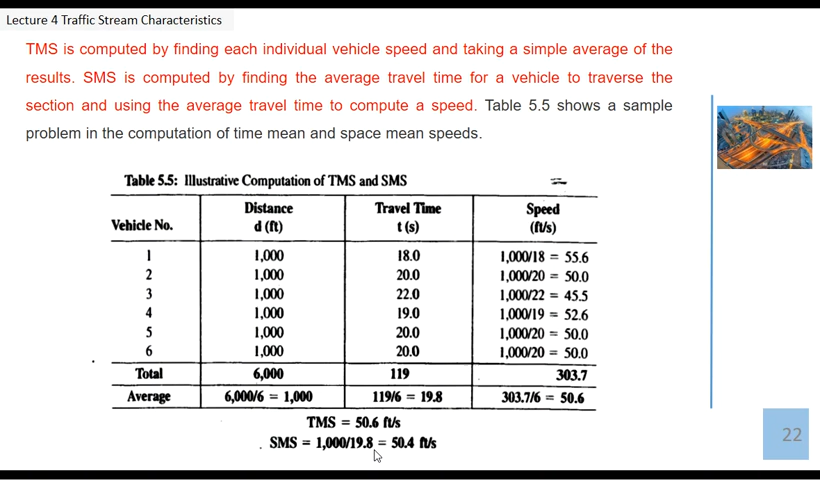 Lecture 4 Traffic Stream Characteristics
TMS is computed by finding each individual vehicle speed and taking a simple average of the
results. SMS is computed by finding the average travel time for a vehicle to traverse the
section and using the average travel time to compute a speed. Table 5.5 shows a sample
problem in the computation of time mean and space mean speeds.
Table 5.5: Illustrative Computation of TMS and SMS
Vehicle No. Distance d (ft) Travel Time t (s) Speed (ft/s)
1 1,000 18.0 1,000/18 = 55.6
2 1,000 20.0 1,000/20 = 50.0
3 1,000 22.0 1,000/22 = 45.5
4 1,000 19.0 1,000/19 = 52.6
5 1,000 20.0 1,000/20 = 50.0
6 1,000 20.0 1,000/20 = 50.0
Total 6,000 119 303.7
Average 6,000/6 = 1,000 119/6 = 19.8 303.7/6 = 50.6
TMS = 50.6 ft/s
SMS = 1,000/19.8 = 50.4 ft/s
22